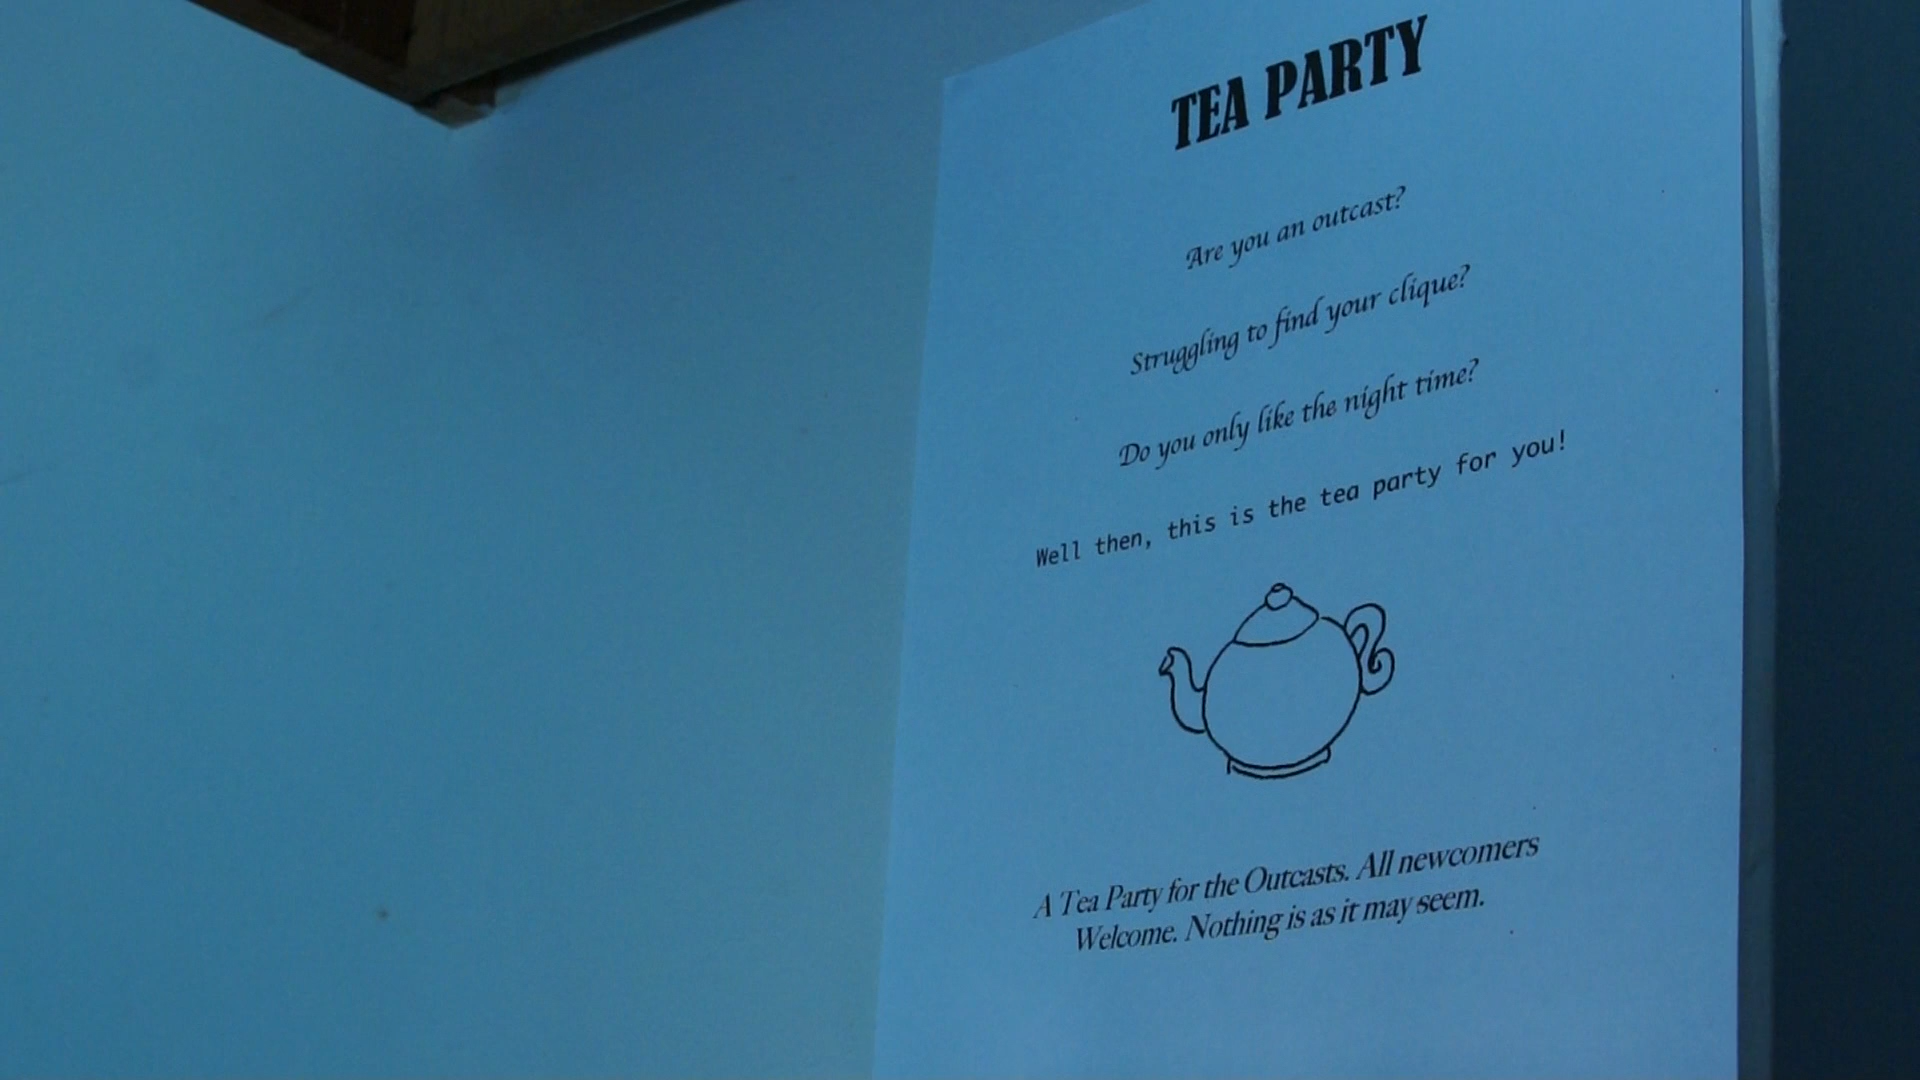 TEA PARTY
Are you an outcast?
Struggling to find your clique?
Do you only like the night time?
Well then, this is the tea party for you!
A Tea Party for the Outcasts. All newcomers
Welcome. Nothing is as it may seem.